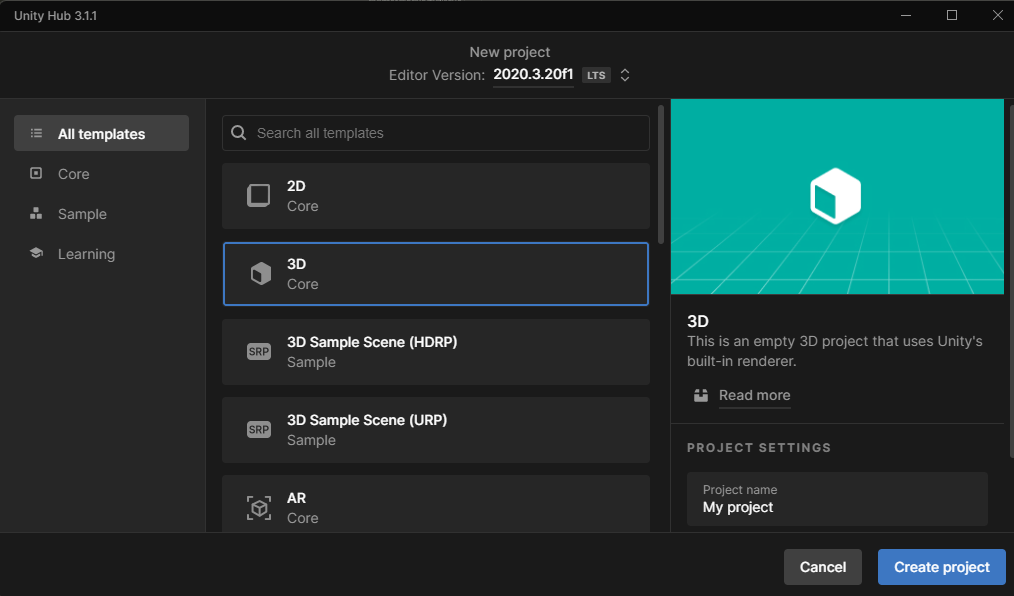 Unity Hub 3.1.1
New project
Editor Version: 2020.3.20f1 LTS
All templates
Core
Sample
Learning
Search all templates
2D
Core
3D
Core
SRP
3D Sample Scene (HDRP)
Sample
SRP
3D Sample Scene (URP)
Sample
AR
Core
3D
This is an empty 3D project that uses Unity's
built-in renderer.
Read more
PROJECT SETTINGS
Project name
My project
Cancel
Create project